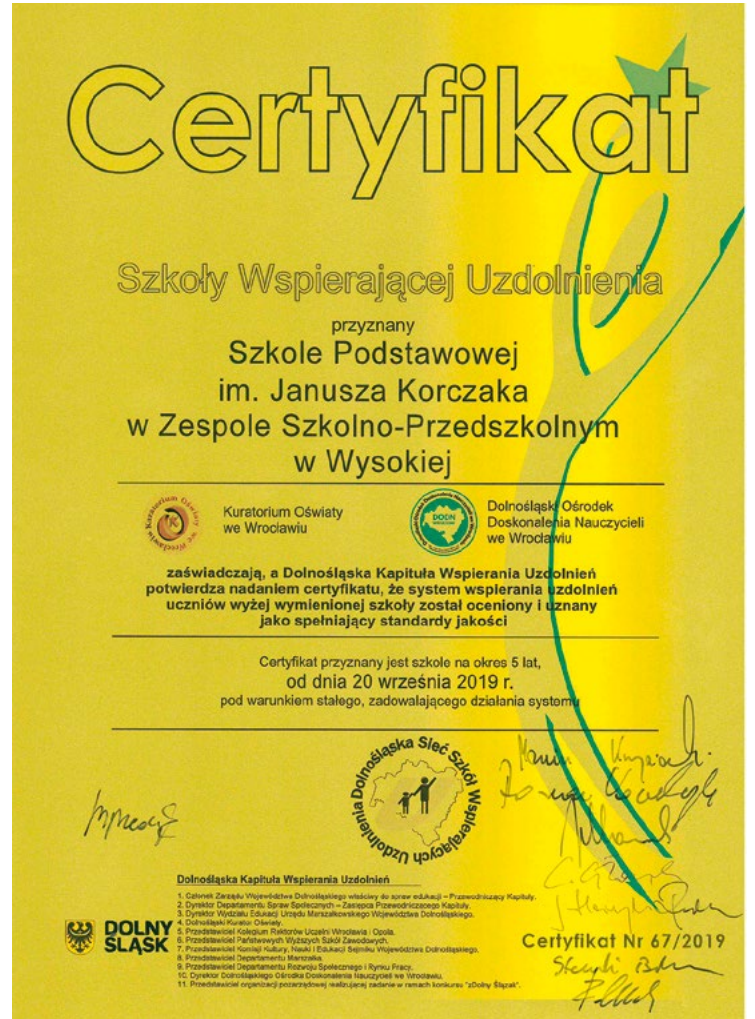 Certyfikat
Szkoły Wspierającej Uzdolnienia
przyznany
Szkole Podstawowej
im. Janusza Korczaka
w Zespole Szkolno-Przedszkolnym
w Wysokiej
Kuratorium Oświaty we Wrocławiu
Kuratorium Oświaty
we Wrocławiu
DODN
Dolnośląski Ośrodek
Doskonalenia Nauczycieli
we Wrocławiu
zaświadczają, a Dolnośląska Kapituła Wspierania Uzdolnień
potwierdza nadaniem certyfikatu, że system wspierania uzdolnień
uczniów wyżej wymienionej szkoły został oceniony i uznany
jako spełniający standardy jakości
Certyfikat przyznany jest szkole na okres 5 lat,
od dnia 20 września 2019 r.
pod warunkiem stałego, zadowalającego działania systemu
Dolnośląska Sieć Szkół Wspierających Uzdolnienia
Dolnośląska Kapituła Wspierania Uzdolnień
1. Członek Zarządu Województwa Dolnośląskiego właściwy do spraw edukacji – Przewodniczący Kapituły.
2. Dyrektor Departamentu Spraw Społecznych – Zastępca Przewodniczącego Kapituły.
3. Dyrektor Wydziału Edukacji Urzędu Marszałkowskiego Województwa Dolnośląskiego.
4. Dolnośląski Kurator Oświaty.
5. Przedstawiciel Kolegium Rektorów Uczelni Wrocławia i Opola.
6. Przedstawiciel Państwowych Wyższych Szkół Zawodowych.
7. Przedstawiciel Komisji Kultury, Nauki i Edukacji Sejmiku Województwa Dolnośląskiego.
8. Przedstawiciel Departamentu Marszałka.
9. Przedstawiciel Departamentu Rozwoju Społecznego i Rynku Pracy.
10. Dyrektor Dolnośląskiego Ośrodka Doskonalenia Nauczycieli we Wrocławiu.
11. Przedstawiciel organizacji pozarządowej realizującej zadanie w ramach konkursu "zDolny Ślązak".
DOLNY
ŚLĄSK
Certyfikat Nr 67/2019